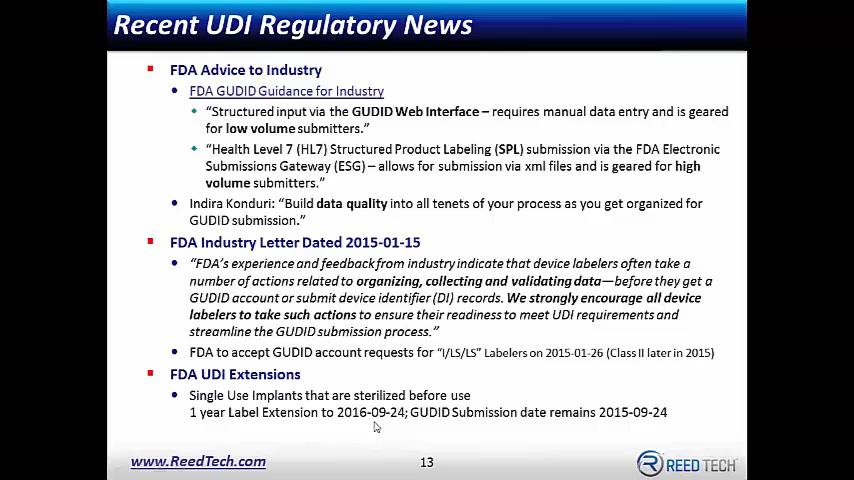 Recent UDI Regulatory News
FDA Advice to Industry
FDA GUDID Guidance for Industry
“Structured input via the GUDID Web Interface – requires manual data entry and is geared
for low volume submitters.”
“Health Level 7 (HL7) Structured Product Labeling (SPL) submission via the FDA Electronic
Submissions Gateway (ESG) – allows for submission via xml files and is geared for high
volume submitters.”
Indira Konduri: “Build data quality into all tenets of your process as you get organized for
GUDID submission.”
FDA Industry Letter Dated 2015-01-15
“FDA’s experience and feedback from industry indicate that device labelers often take a
number of actions related to organizing, collecting and validating data—before they get a
GUDID account or submit device identifier (DI) records. We strongly encourage all device
labelers to take such actions to ensure their readiness to meet UDI requirements and
streamline the GUDID submission process.”
FDA to accept GUDID account requests for “I/LS/LS” Labelers on 2015-01-26 (Class II later in 2015)
FDA UDI Extensions
Single Use Implants that are sterilized before use
1 year Label Extension to 2016-09-24; GUDID Submission date remains 2015-09-24
www.ReedTech.com
13
REED TECH